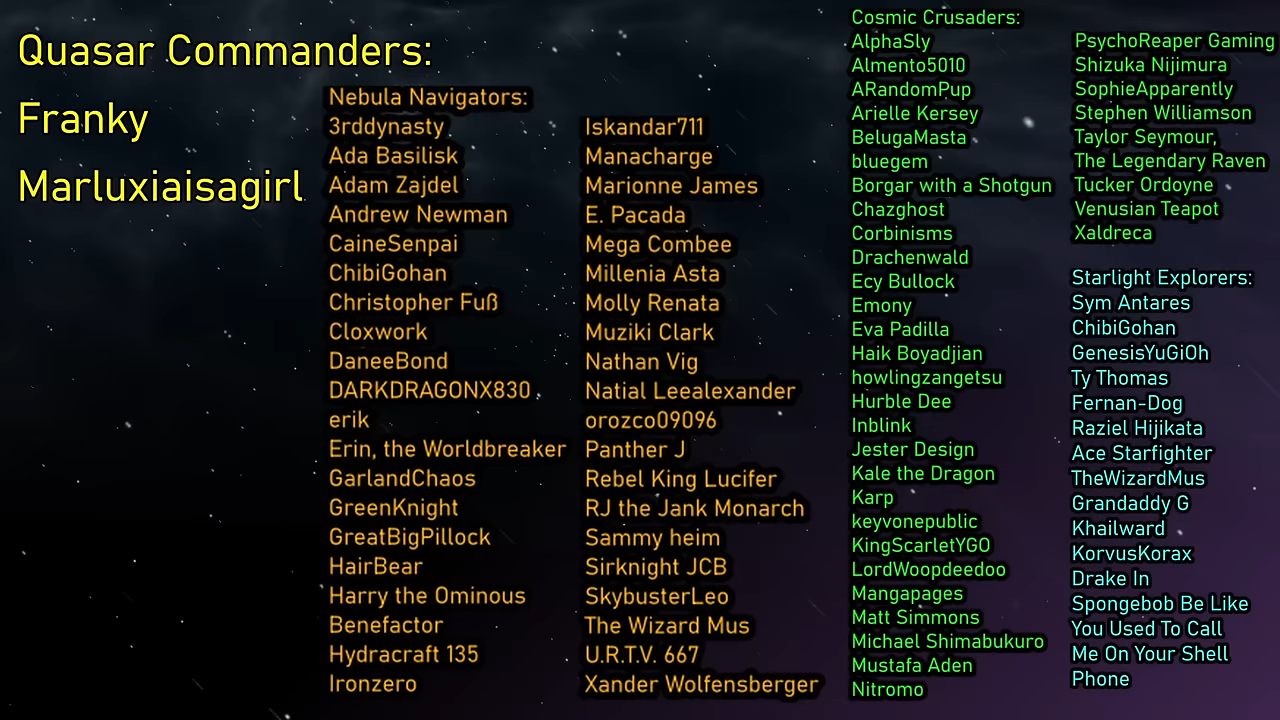 Quasar Commanders:
Franky
Marluxiaisagirl
Nebula Navigators:
3rddynasty
Ada Basilisk
Adam Zajdel
Andrew Newman
CaineSenpai
ChibiGohan
Christopher Fuß
Cloxwork
DaneeBond
DARKDRAGONX830
erik
Erin, the Worldbreaker
GarlandChaos
GreenKnight
GreatBigPillock
HairBear
Harry the Ominous
Benefactor
Hydracraft 135
Ironzero
Iskandar711
Manacharge
Marionne James
E. Pacada
Mega Combee
Millenia Asta
Molly Renata
Muziki Clark
Nathan Vig
Natial Leealexander
orozco09096
Panther J
Rebel King Lucifer
RJ the Jank Monarch
Sammy heim
Sirknight JCB
SkybusterLeo
The Wizard Mus
U.R.T.V. 667
Xander Wolfensberger
Cosmic Crusaders:
AlphaSly
Almento5010
ARandomPup
Arielle Kersey
BelugaMasta
bluegem
Borgar with a Shotgun
Chazghost
Corbinisms
Drachenwald
Ecy Bullock
Emony
Eva Padilla
Haik Boyadjian
howlingzangetsu
Hurble Dee
Inblink
Jester Design
Kale the Dragon
Karp
keyvonepublic
KingScarletYGO
LordWoopdeedoo
Mangapages
Matt Simmons
Michael Shimabukuro
Mustafa Aden
Nitromo
PsychoReaper Gaming
Shizuka Nijimura
SophieApparently
Stephen Williamson
Taylor Seymour,
The Legendary Raven
Tucker Ordoyne
Venusian Teapot
Xaldreca
Starlight Explorers:
Sym Antares
ChibiGohan
GenesisYuGiOh
Ty Thomas
Fernan-Dog
Raziel Hijikata
Ace Starfighter
TheWizardMus
Grandaddy G
Khailward
KorvusKorax
Drake In
Spongebob Be Like
You Used To Call
Me On Your Shell
Phone